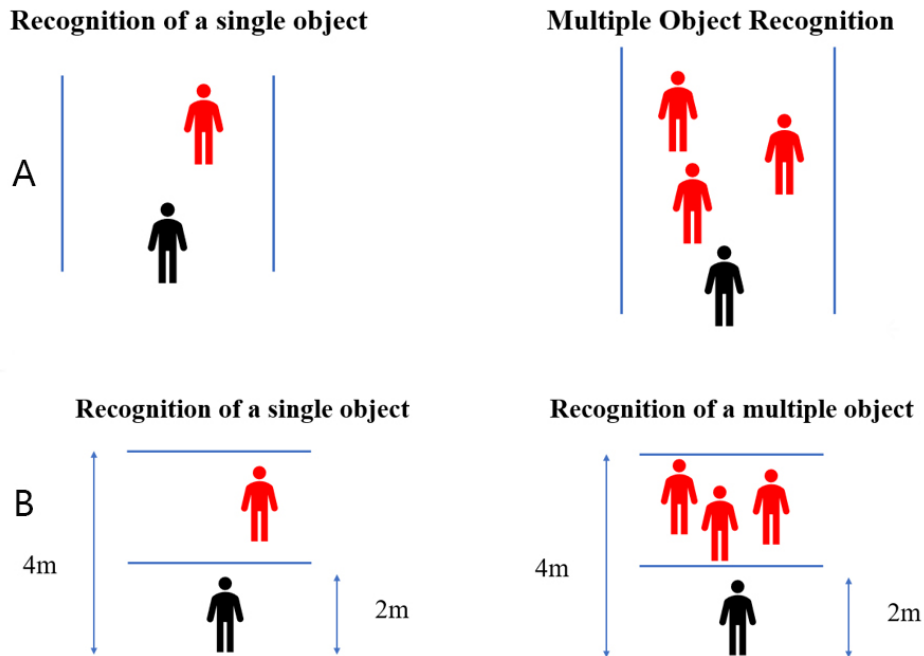 Recognition of a single object
Multiple Object Recognition
A
Recognition of a single object
Recognition of a multiple object
B
4m
2m
4m
2m